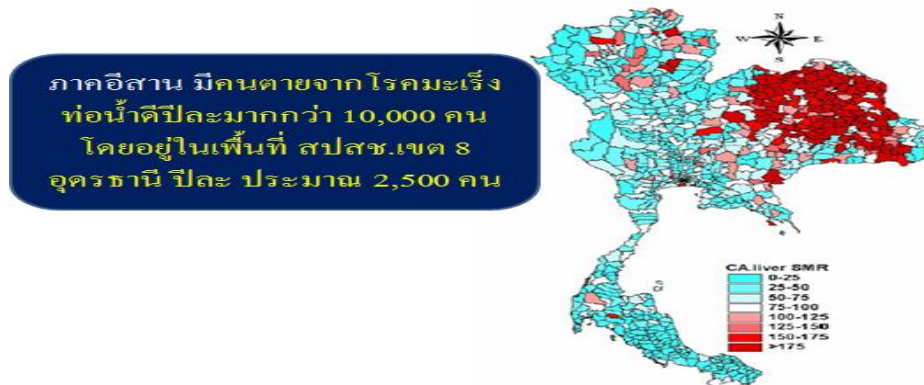 ภาคอีสาน มีคนตายจากโรคมะเร็ง
ท่อน้ำดีปีละมากกว่า 10,000 คน
โดยอยู่ในเพื้นที่ สปสช.เขต 8
อุดรธานี ปีละ ประมาณ 2,500 คน
N
W E
S
CA.liver SMR
0-25
25-50
50-75
75-100
100-125
125-150
150-175
>175